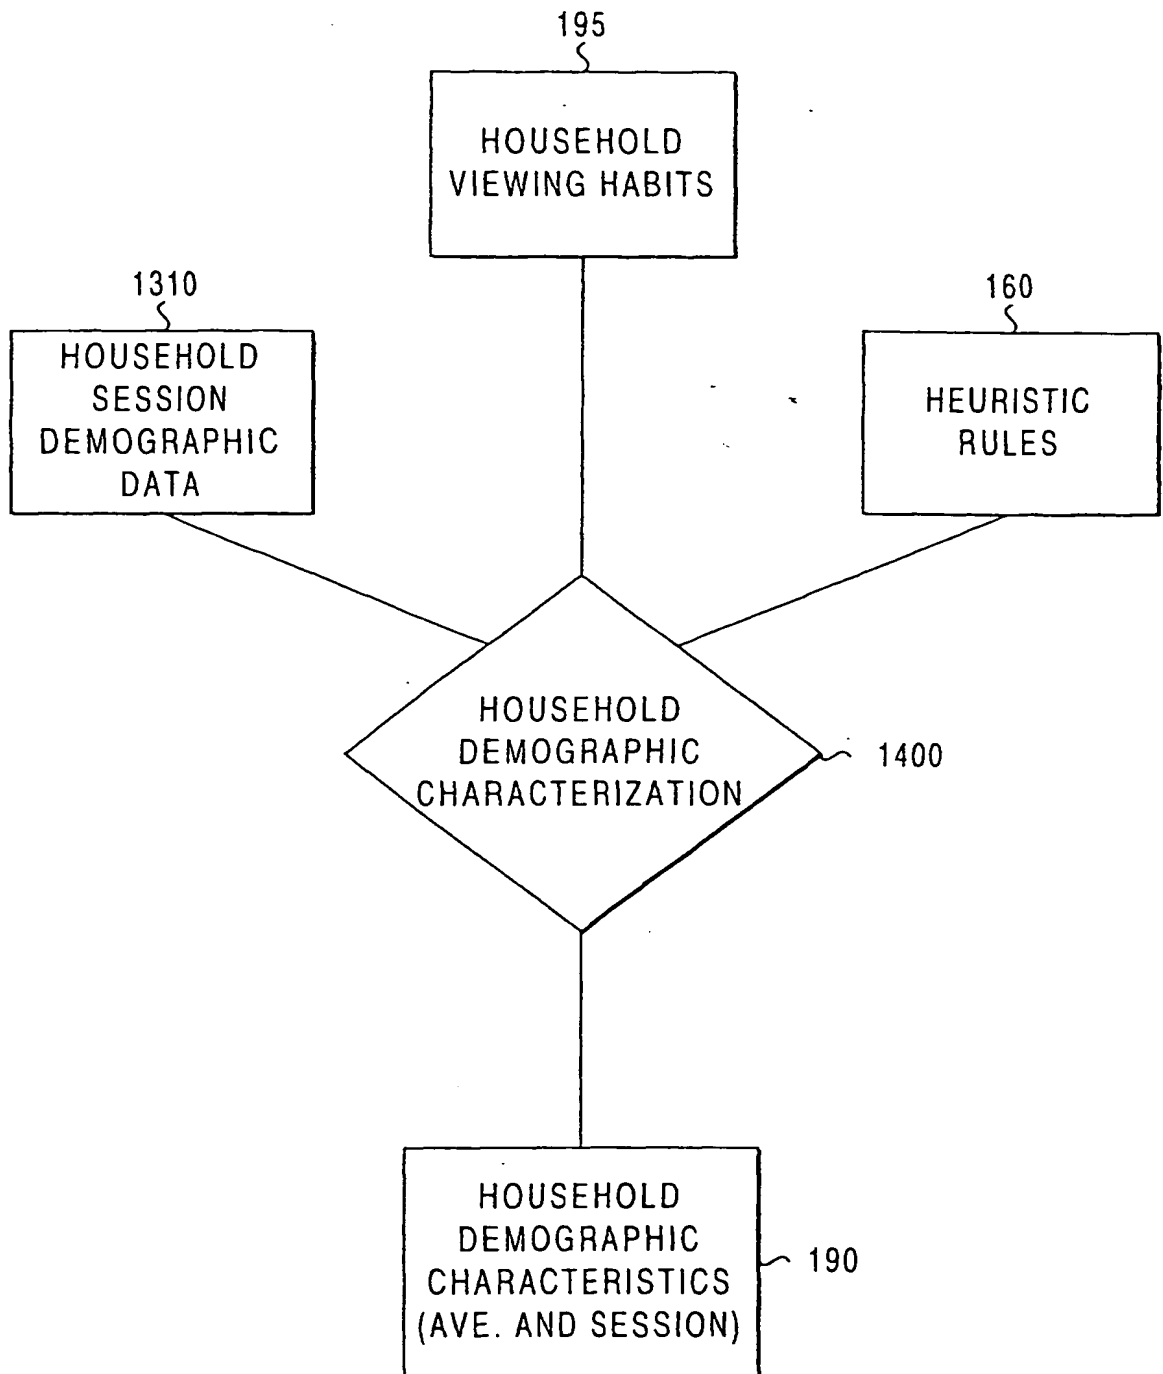 195
HOUSEHOLD
VIEWING HABITS
1310
HOUSEHOLD
SESSION
DEMOGRAPHIC
DATA
160
HEURISTIC
RULES
HOUSEHOLD
DEMOGRAPHIC
CHARACTERIZATION
1400
HOUSEHOLD
DEMOGRAPHIC
CHARACTERISTICS
(AVE. AND SESSION)
190